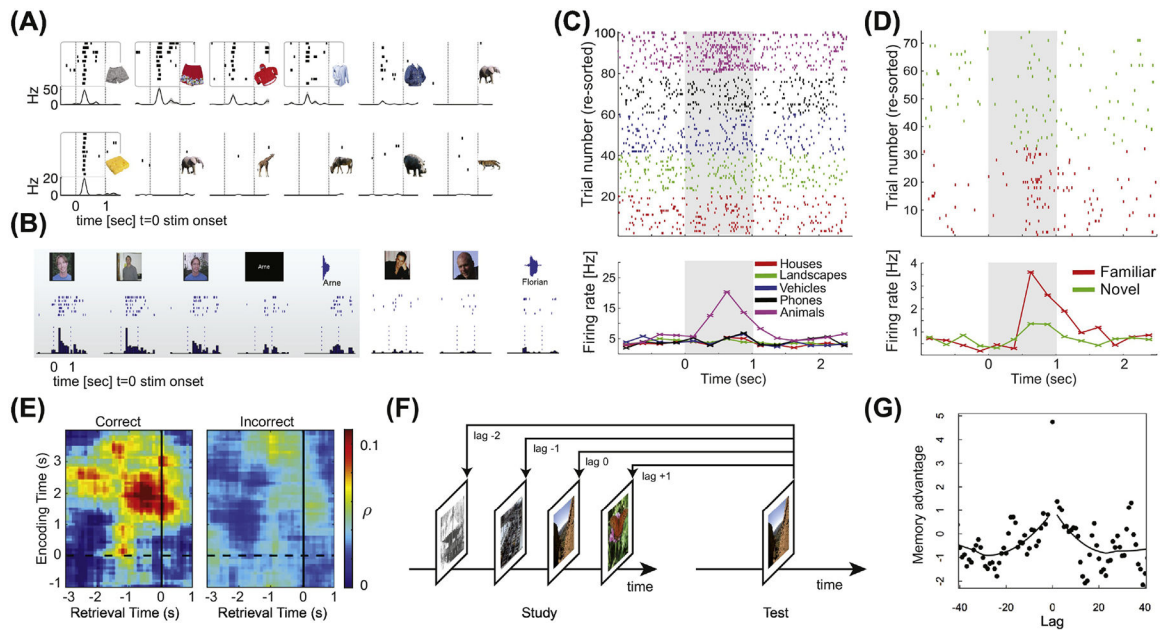 (A)
50
Hz
0
20
Hz
0
0 1
time [sec] t=0 stim onset
(B)
Arne
Arne
Florian
0 1
time [sec] t=0 stim onset
(C)
Trial number (re-sorted)
100
80
60
40
20
Firing rate [Hz]
30
20
10
5
0 1 2
Time (sec)
Houses
Landscapes
Vehicles
Phones
Animals
(D)
Trial number (re-sorted)
70
60
50
40
30
20
10
Firing rate [Hz]
4
3
2
1
0 1 2
Time (sec)
Familiar
Novel
(E)
Correct
Incorrect
Encoding Time (s)
3
2
1
0
-1
-3 -2 -1 0 1
Retrieval Time (s)
-3 -2 -1 0 1
Retrieval Time (s)
0.1
ρ
0
(F)
lag -2
lag -1
lag 0
lag +1
time
time
Study
Test
(G)
Memory advantage
5
4
3
2
1
0
-1
-2
-40 -20 0 20 40
Lag